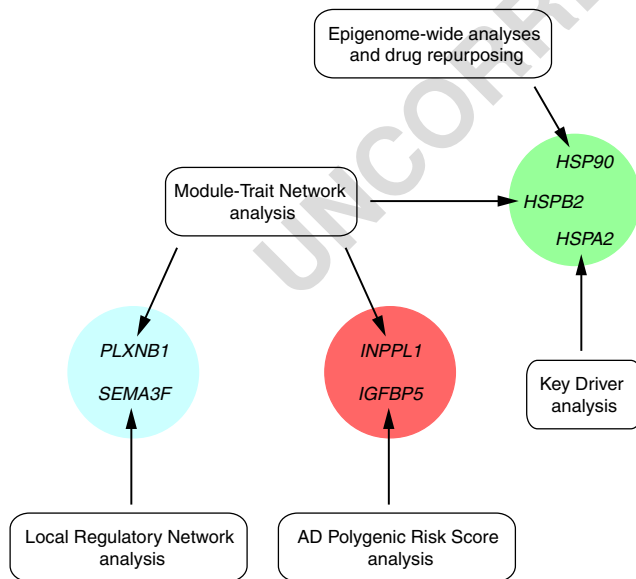 Epigenome-wide analyses
and drug repurposing
HSP90
HSPB2
HSPA2
Module-Trait Network
analysis
PLXNB1
SEMA3F
INPPL1
IGFBP5
Key Driver
analysis
Local Regulatory Network
analysis
AD Polygenic Risk Score
analysis
UNCORRE